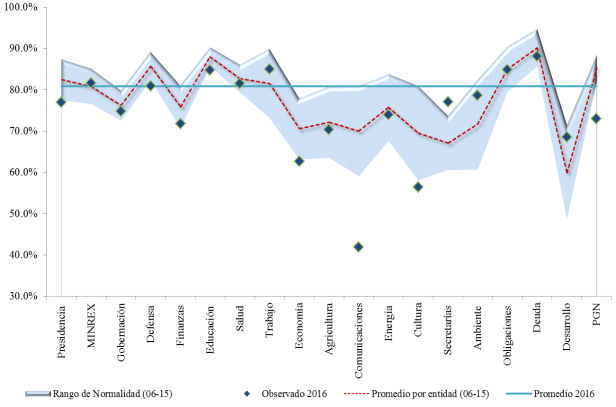 100.0%
90.0%
80.0%
70.0%
60.0%
50.0%
40.0%
30.0%
Presidencia
MINREX
Gobernación
Defensa
Finanzas
Educación
Salud
Trabajo
Economía
Agricultura
Comunicaciones
Energía
Cultura
Secretarías
Ambiente
Obligaciones
Deuda
Desarrollo
PGN
Rango de Normalidad (06-15)
Observado 2016
Promedio por entidad (06-15)
Promedio 2016